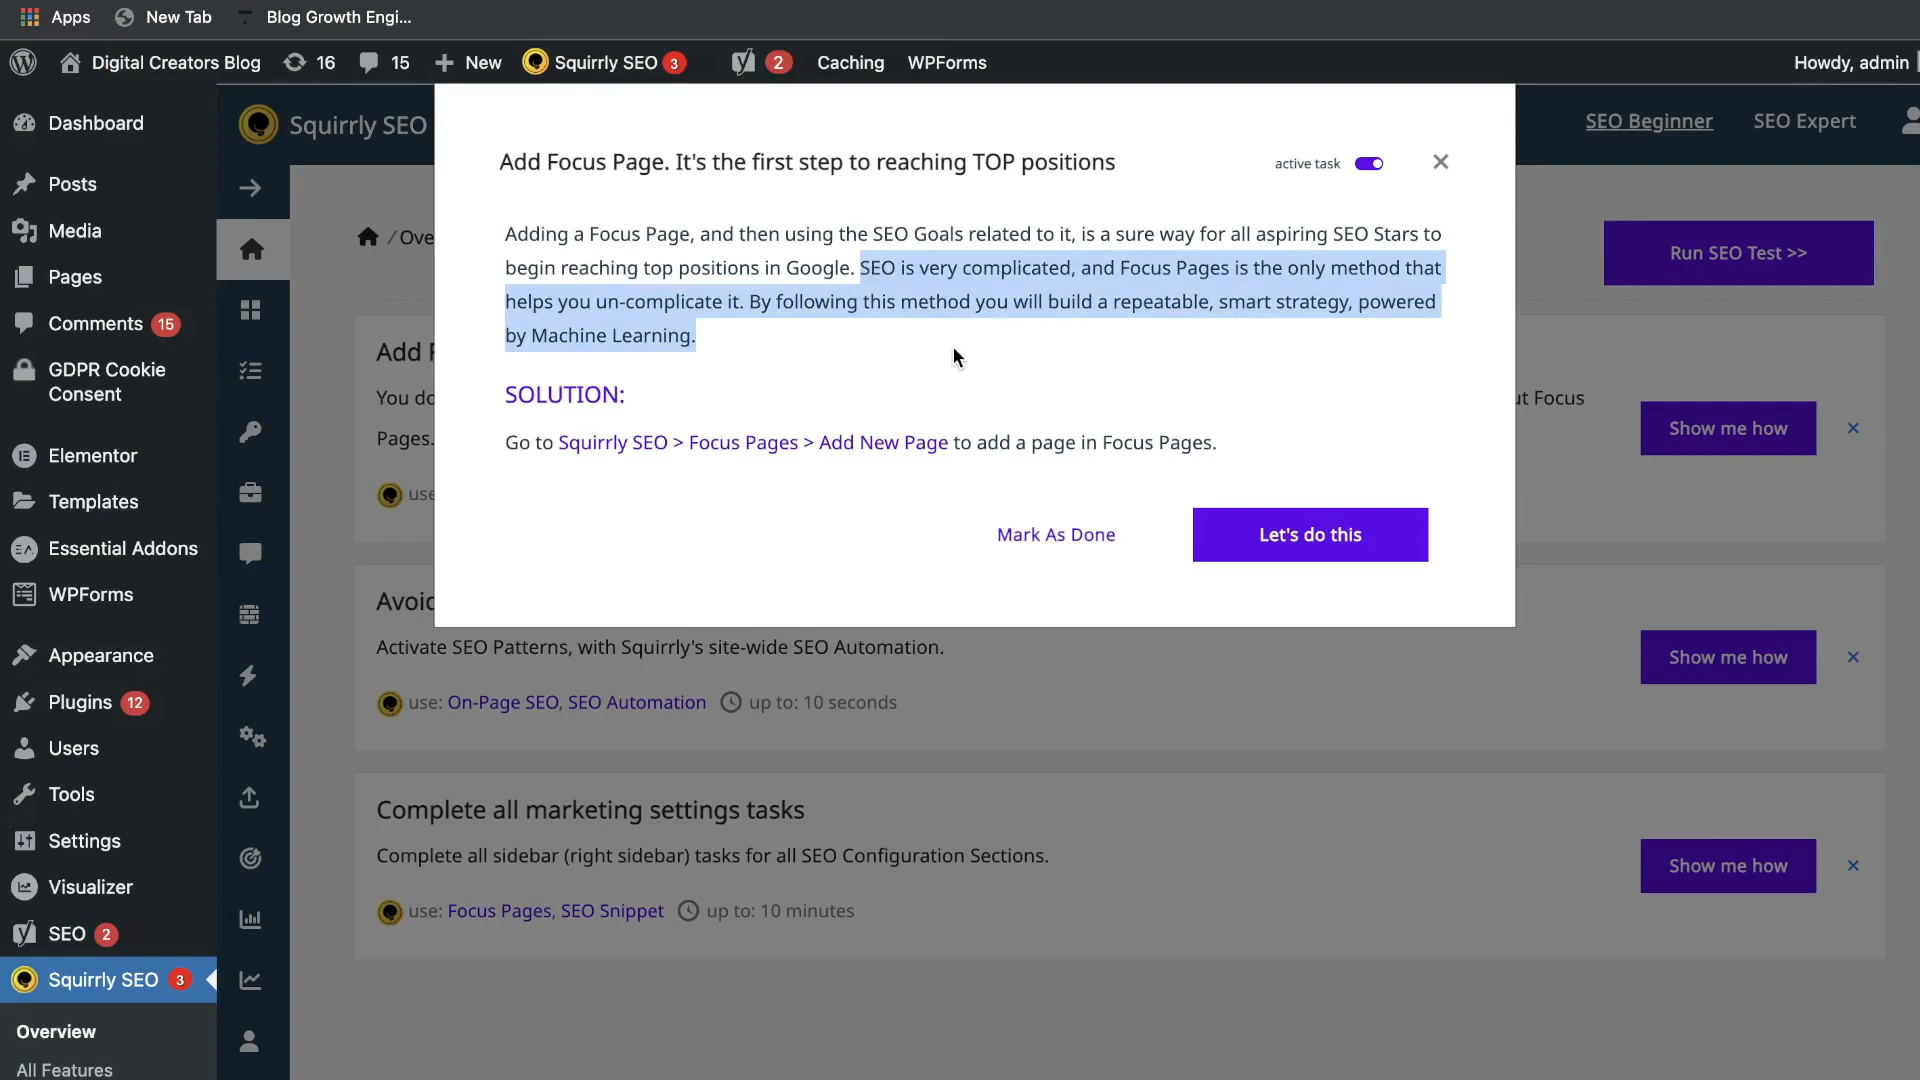 Apps New Tab Blog Growth Engi...
Digital Creators Blog 16 15 New Squirrly SEO 3 2 Caching WPForms Howdy, admin
Dashboard
Posts
Media
Pages
Comments 15
GDPR Cookie
Consent
Elementor
Templates
Essential Addons
WPForms
Appearance
Plugins 12
Users
Tools
Settings
Visualizer
SEO 2
Squirrly SEO 3
Overview
All Features
Squirrly SEO
SEO Beginner SEO Expert
/ Ove
Run SEO Test >>
Add Focus Page. It's the first step to reaching TOP positions
active task
Adding a Focus Page, and then using the SEO Goals related to it, is a sure way for all aspiring SEO Stars to
begin reaching top positions in Google. SEO is very complicated, and Focus Pages is the only method that
helps you un-complicate it. By following this method you will build a repeatable, smart strategy, powered
by Machine Learning.
SOLUTION:
Go to Squirrly SEO > Focus Pages > Add New Page to add a page in Focus Pages.
Mark As Done
Let's do this
Add F
You do
ut Focus
Pages.
use
Show me how
Avoid
Activate SEO Patterns, with Squirrly's site-wide SEO Automation.
use: On-Page SEO, SEO Automation up to: 10 seconds
Show me how
Complete all marketing settings tasks
Complete all sidebar (right sidebar) tasks for all SEO Configuration Sections.
use: Focus Pages, SEO Snippet up to: 10 minutes
Show me how